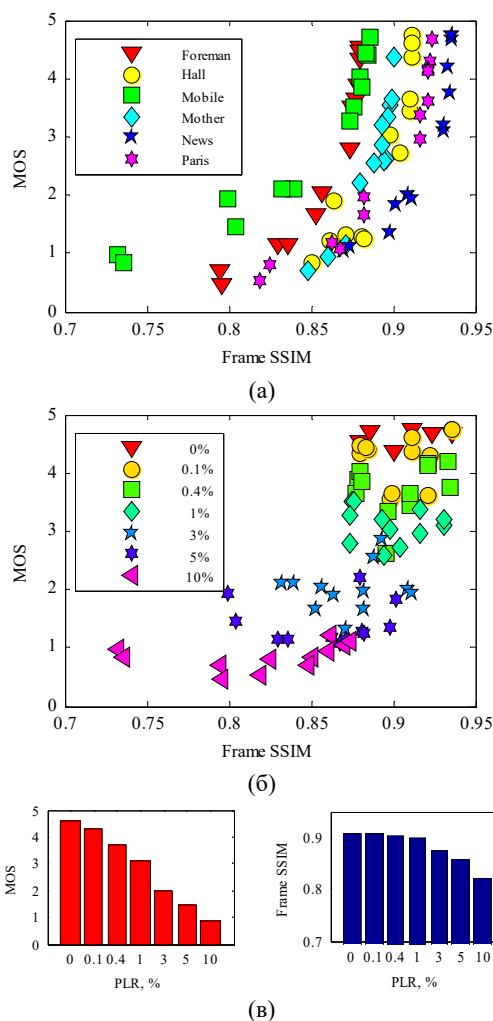 5
4
3
2
1
0
MOS
Foreman
Hall
Mobile
Mother
News
Paris
0.7 0.75 0.8 0.85 0.9 0.95
Frame SSIM
(а)
5
4
3
2
1
0
MOS
0%
0.1%
0.4%
1%
3%
5%
10%
0.7 0.75 0.8 0.85 0.9 0.95
Frame SSIM
(б)
5
4
3
2
1
0
MOS
0 0.1 0.4 1 3 5 10
PLR, %
0.9
0.8
0.7
Frame SSIM
0 0.1 0.4 1 3 5 10
PLR, %
(в)